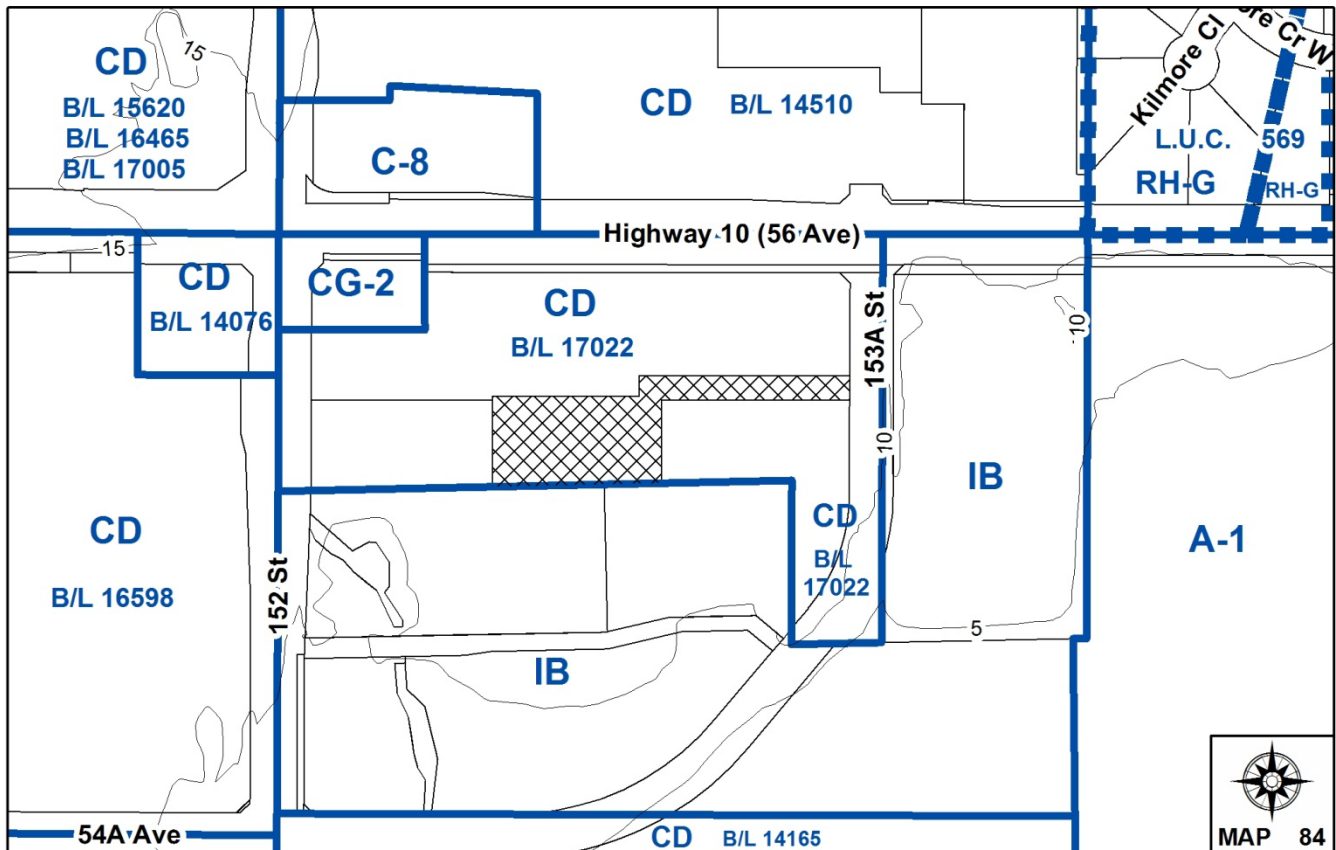 CD
B/L 15620
B/L 16465
B/L 17005
15
C-8
CD B/L 14510
Kilmore Cl
ore Cr W
L.U.C. 569
RH-G
RH-G
Highway 10 (56 Ave)
15
CD
B/L 14076
CG-2
CD
B/L 17022
153A St
10
10
IB
A-1
CD
B/L 16598
152 St
CD
B/L
17022
5
IB
54A Ave
CD B/L 14165
MAP 84